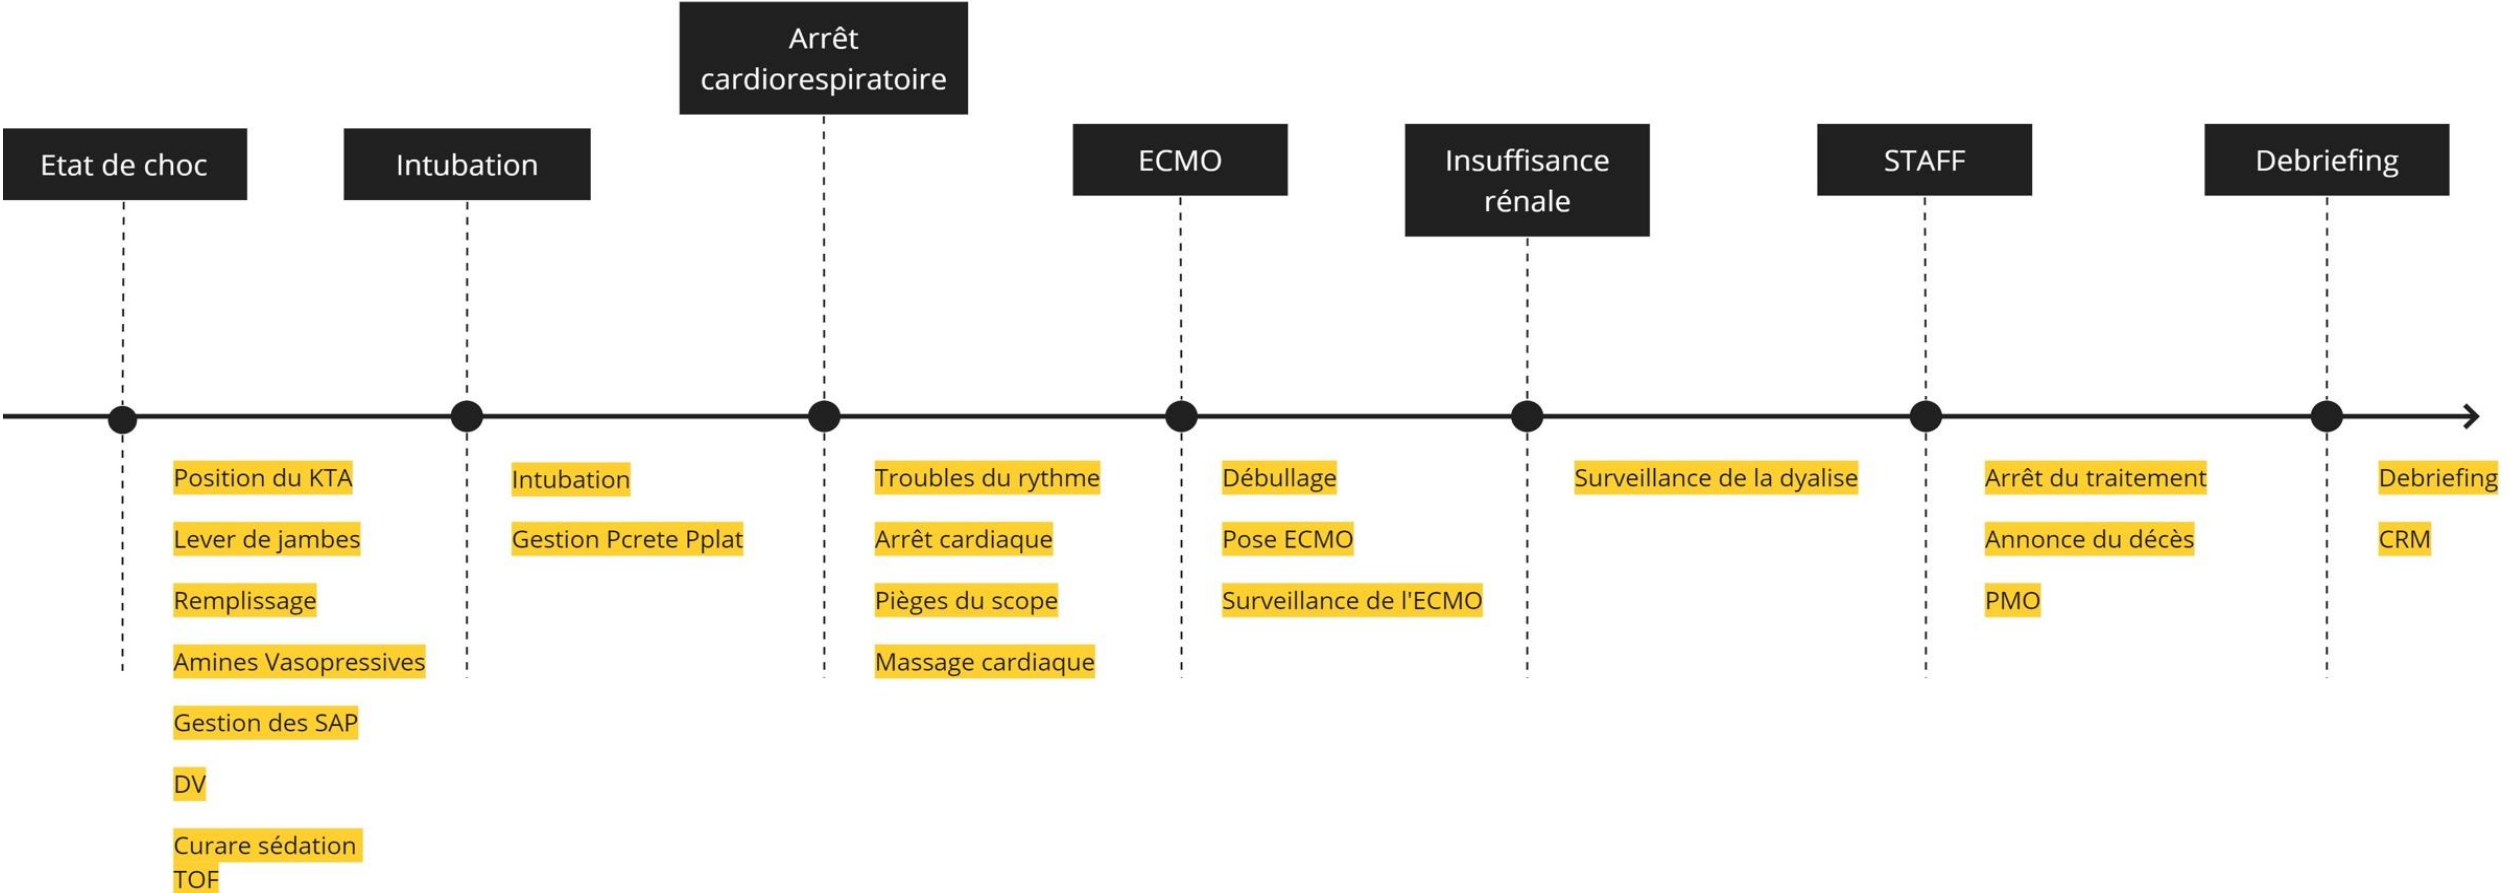 Etat de choc
Intubation
Arrêt
cardiorespiratoire
ECMO
Insuffisance
rénale
STAFF
Debriefing
Position du KTA
Lever de jambes
Remplissage
Amines Vasopressives
Gestion des SAP
DV
Curare sédation
TOF
Intubation
Gestion Pcrete Pplat
Troubles du rythme
Arrêt cardiaque
Pièges du scope
Massage cardiaque
Débullage
Pose ECMO
Surveillance de l'ECMO
Surveillance de la dyalise
Arrêt du traitement
Annonce du décès
PMO
Debriefing
CRM